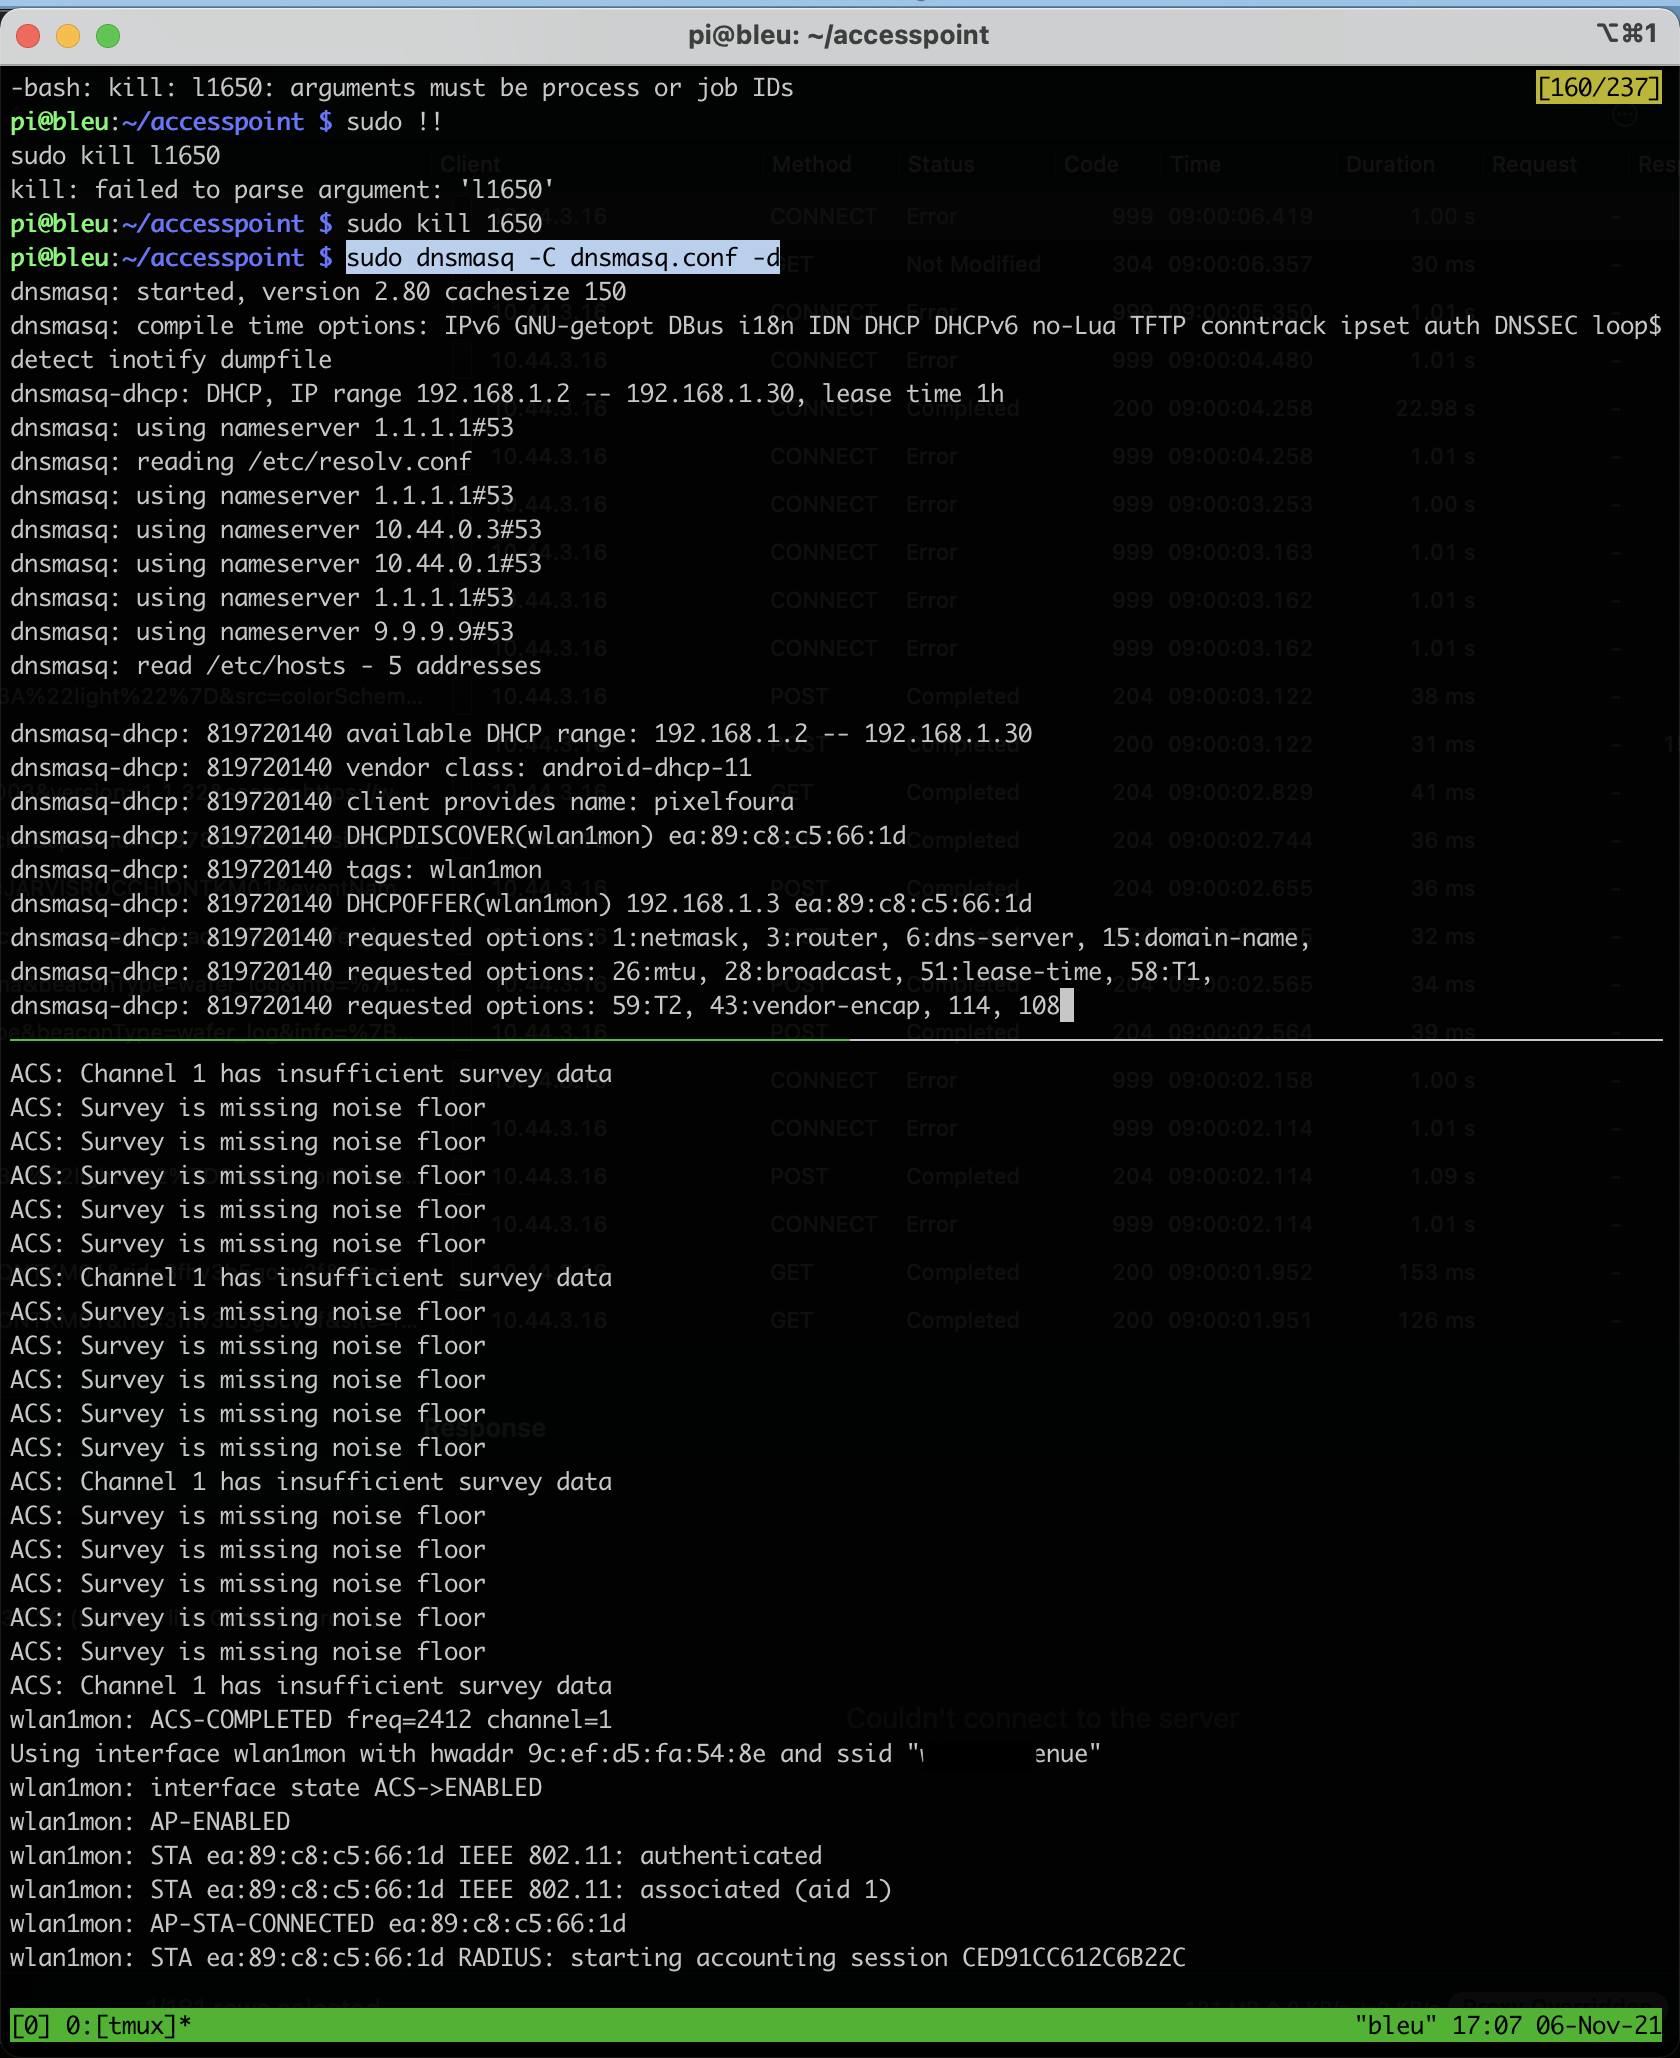 pi@bleu: ~/accesspoint
⌥⌘1
-bash: kill: l1650: arguments must be process or job IDs
[160/237]
pi@bleu:~/accesspoint $ sudo !!
sudo kill l1650
kill: failed to parse argument: 'l1650'
pi@bleu:~/accesspoint $ sudo kill 1650
pi@bleu:~/accesspoint $ sudo dnsmasq -C dnsmasq.conf -d
dnsmasq: started, version 2.80 cachesize 150
dnsmasq: compile time options: IPv6 GNU-getopt DBus i18n IDN DHCP DHCPv6 no-Lua TFTP conntrack ipset auth DNSSEC loop$
detect inotify dumpfile
dnsmasq-dhcp: DHCP, IP range 192.168.1.2 -- 192.168.1.30, lease time 1h
dnsmasq: using nameserver 1.1.1.1#53
dnsmasq: reading /etc/resolv.conf
dnsmasq: using nameserver 1.1.1.1#53
dnsmasq: using nameserver 10.44.0.3#53
dnsmasq: using nameserver 10.44.0.1#53
dnsmasq: using nameserver 1.1.1.1#53
dnsmasq: using nameserver 9.9.9.9#53
dnsmasq: read /etc/hosts - 5 addresses
dnsmasq-dhcp: 819720140 available DHCP range: 192.168.1.2 -- 192.168.1.30
dnsmasq-dhcp: 819720140 vendor class: android-dhcp-11
dnsmasq-dhcp: 819720140 client provides name: pixelfoura
dnsmasq-dhcp: 819720140 DHCPDISCOVER(wlan1mon) ea:89:c8:c5:66:1d
dnsmasq-dhcp: 819720140 tags: wlan1mon
dnsmasq-dhcp: 819720140 DHCPOFFER(wlan1mon) 192.168.1.3 ea:89:c8:c5:66:1d
dnsmasq-dhcp: 819720140 requested options: 1:netmask, 3:router, 6:dns-server, 15:domain-name,
dnsmasq-dhcp: 819720140 requested options: 26:mtu, 28:broadcast, 51:lease-time, 58:T1,
dnsmasq-dhcp: 819720140 requested options: 59:T2, 43:vendor-encap, 114, 108
ACS: Channel 1 has insufficient survey data
ACS: Survey is missing noise floor
ACS: Survey is missing noise floor
ACS: Survey is missing noise floor
ACS: Survey is missing noise floor
ACS: Survey is missing noise floor
ACS: Channel 1 has insufficient survey data
ACS: Survey is missing noise floor
ACS: Survey is missing noise floor
ACS: Survey is missing noise floor
ACS: Survey is missing noise floor
ACS: Survey is missing noise floor
ACS: Channel 1 has insufficient survey data
ACS: Survey is missing noise floor
ACS: Survey is missing noise floor
ACS: Survey is missing noise floor
ACS: Survey is missing noise floor
ACS: Survey is missing noise floor
ACS: Channel 1 has insufficient survey data
wlan1mon: ACS-COMPLETED freq=2412 channel=1
Using interface wlan1mon with hwaddr 9c:ef:d5:fa:54:8e and ssid "enue"
wlan1mon: interface state ACS->ENABLED
wlan1mon: AP-ENABLED
wlan1mon: STA ea:89:c8:c5:66:1d IEEE 802.11: authenticated
wlan1mon: STA ea:89:c8:c5:66:1d IEEE 802.11: associated (aid 1)
wlan1mon: AP-STA-CONNECTED ea:89:c8:c5:66:1d
wlan1mon: STA ea:89:c8:c5:66:1d RADIUS: starting accounting session CED91CC612C6B22C
[0] 0:[tmux]*
"bleu" 17:07 06-Nov-21